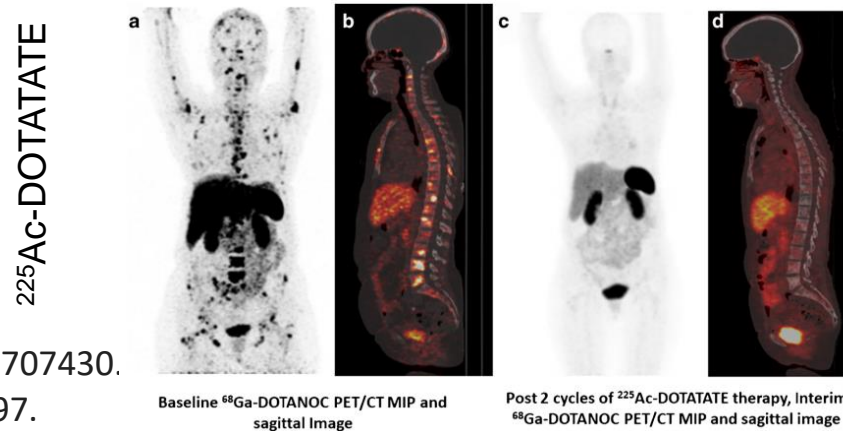 ²²⁵Ac-DOTATATE
a b c d
707430.
97.
Baseline ⁶⁸Ga-DOTANOC PET/CT MIP and
sagittal Image
Post 2 cycles of ²²⁵Ac-DOTATATE therapy, Interim
⁶⁸Ga-DOTANOC PET/CT MIP and sagittal image